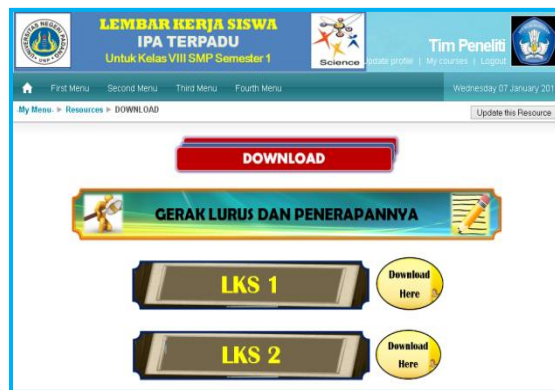 LEMBAR KERJA SISWA
IPA TERPADU
Untuk Kelas VIII SMP Semester 1
Science
Tim Peneliti
Update profile | My courses | Logout
First Menu Second Menu Third Menu Fourth Menu
Wednesday 07 January 201
My Menu ► Resources ► DOWNLOAD
Update this Resource
DOWNLOAD
GERAK LURUS DAN PENERAPANNYA
LKS 1
Download
Here
LKS 2
Download
Here